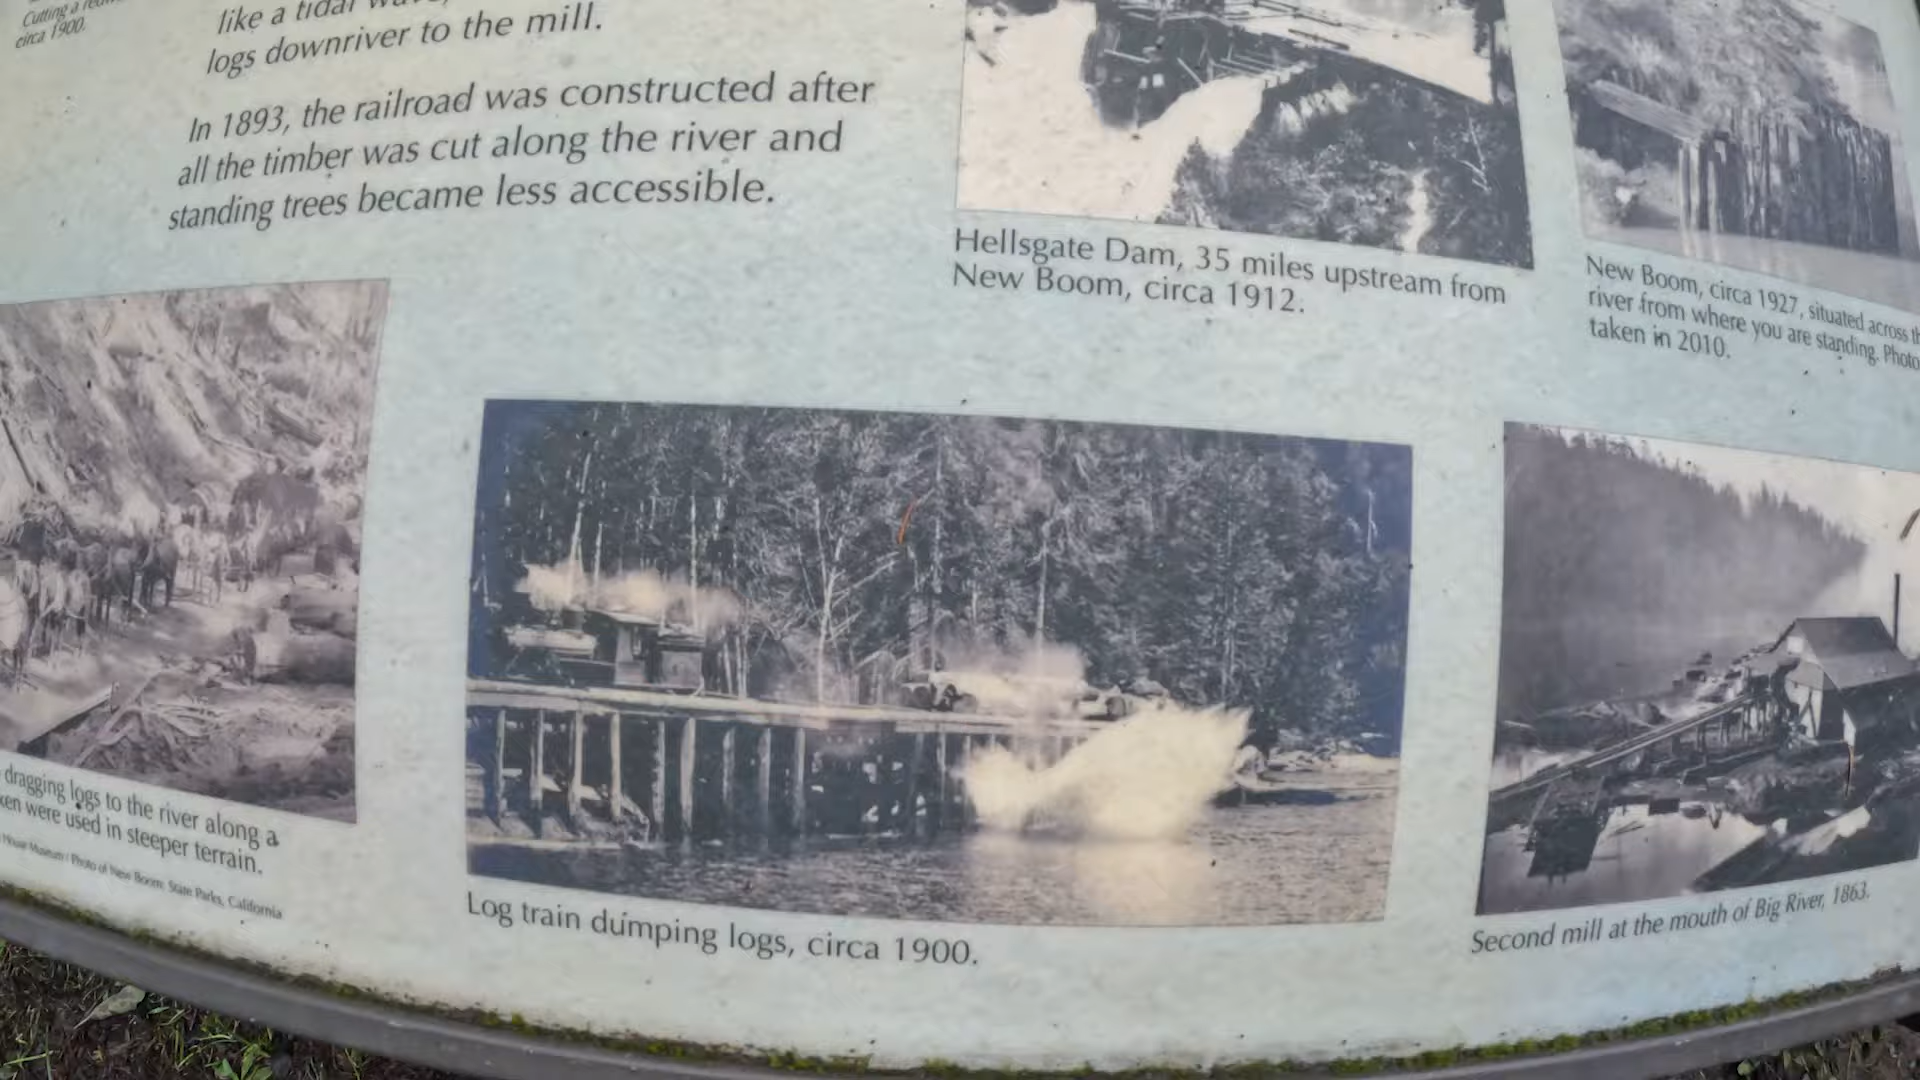 Cutting a
circa 1900.
like a tidal
logs downriver to the mill.
In 1893, the railroad was constructed after
all the timber was cut along the river and
standing trees became less accessible.
Hellsgate Dam, 35 miles upstream from
New Boom, circa 1912.
New Boom, circa 1927, situated across
river from where you are standing. Photo
taken in 2010.
dragging logs to the river along a
were used in steeper terrain.
House Museum / Photo of New Boom: State Parks, California
Log train dumping logs, circa 1900.
Second mill at the mouth of Big River, 1863.